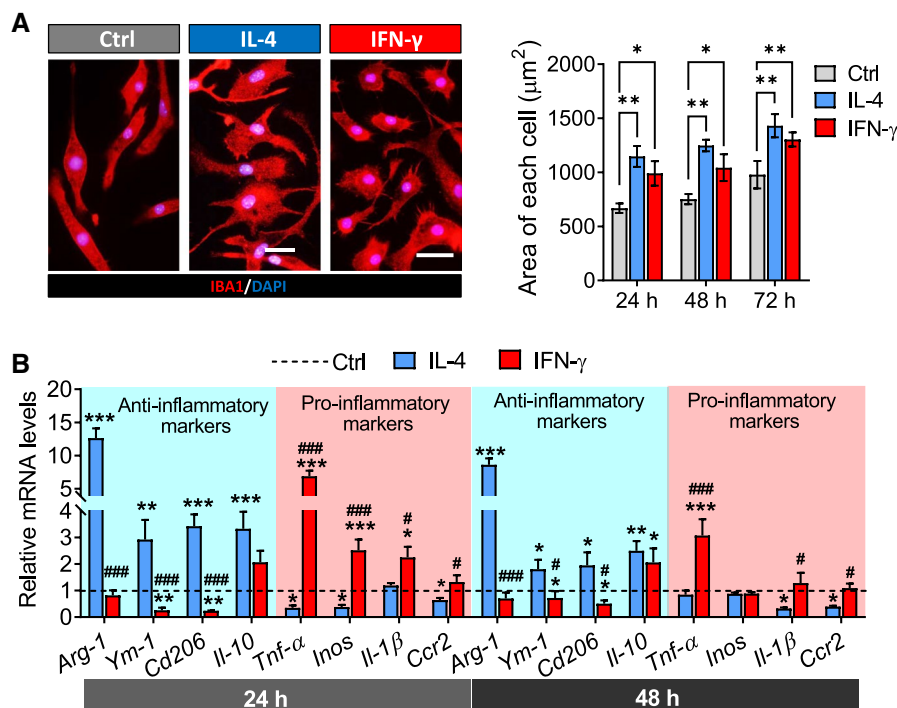 A
Ctrl IL-4 IFN-γ
IBA1/DAPI
Area of each cell (μm²)
2000
1500
1000
500
0
* * **
** ** **
Ctrl
IL-4
IFN-γ
24 h 48 h 72 h
B
Ctrl IL-4 IFN-γ
Relative mRNA levels
20
15
10
5
4
3
2
1
0
Anti-inflammatory markers
Pro-inflammatory markers
Anti-inflammatory markers
Pro-inflammatory markers
*** ### ** ### ** *** ### ** *** * ### *** * ### *** # * * # *** ### * # * * # * ** * ### *** * # * #
Arg-1 Ym-1 Cd206 Il-10 Tnf-α Inos Il-1β Ccr2 Arg-1 Ym-1 Cd206 Il-10 Tnf-α Inos Il-1β Ccr2
24 h 48 h